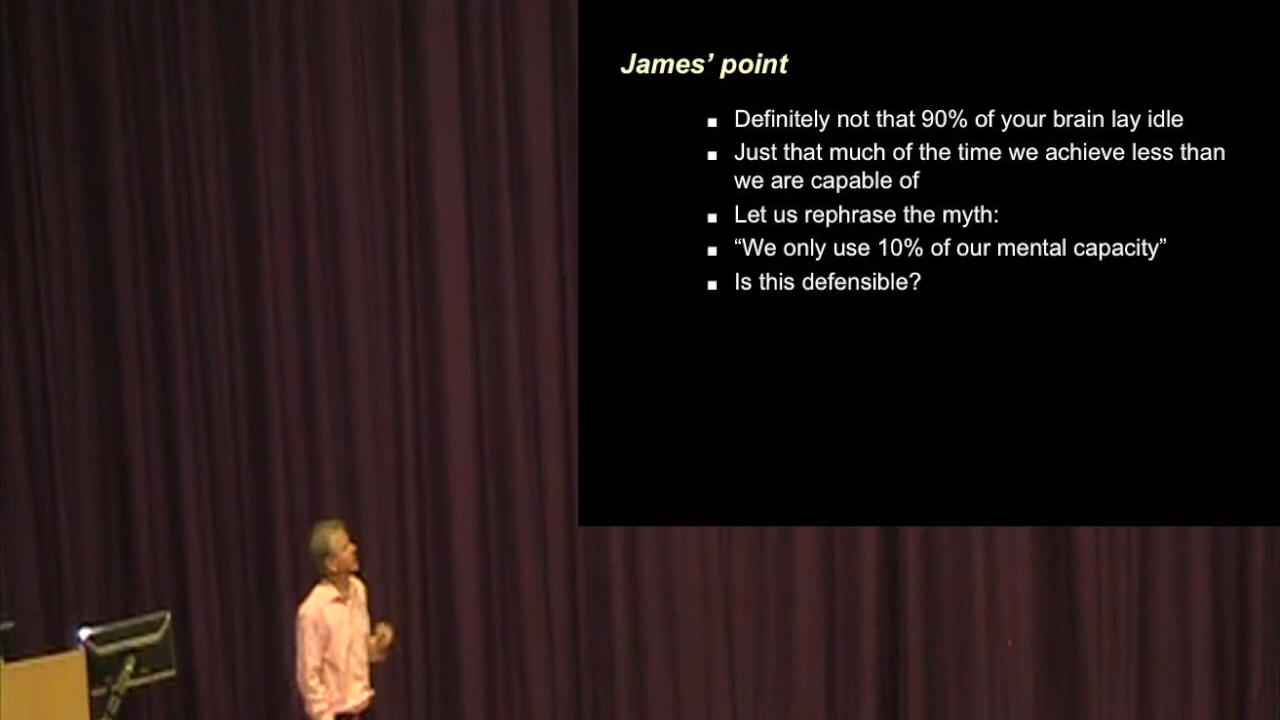 James’ point
Definitely not that 90% of your brain lay idle
Just that much of the time we achieve less than
we are capable of
Let us rephrase the myth:
“We only use 10% of our mental capacity”
Is this defensible?